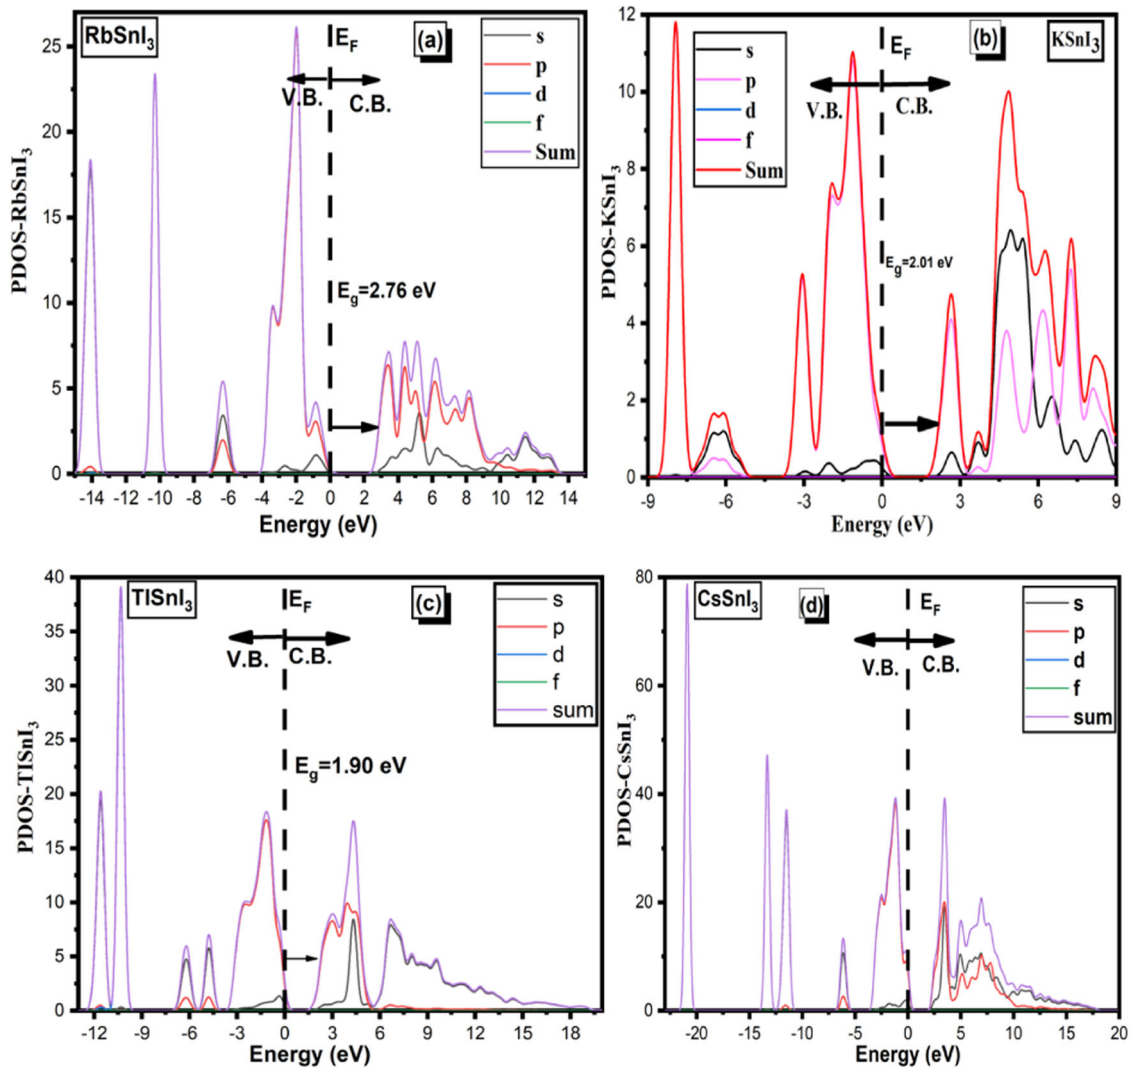 RbSnI3
(a)
EF
V.B.
C.B.
s
p
d
f
Sum
Eg=2.76 eV
PDOS-RbSnI3
25
20
15
10
5
0
-14 -12 -10 -8 -6 -4 -2 0 2 4 6 8 10 12 14
Energy (eV)
(b)
KSnI3
EF
V.B.
C.B.
s
p
d
f
Sum
Eg=2.01 eV
PDOS-KSnI3
12
10
8
6
4
2
0
-9 -6 -3 0 3 6 9
Energy (eV)
TlSnI3
(c)
EF
V.B.
C.B.
s
p
d
f
sum
Eg=1.90 eV
PDOS-TlSnI3
40
35
30
25
20
15
10
5
0
-12 -9 -6 -3 0 3 6 9 12 15 18
Energy (eV)
CsSnI3
(d)
EF
V.B.
C.B.
s
p
d
f
sum
PDOS-CsSnI3
80
60
40
20
0
-20 -15 -10 -5 0 5 10 15 20
Energy (eV)